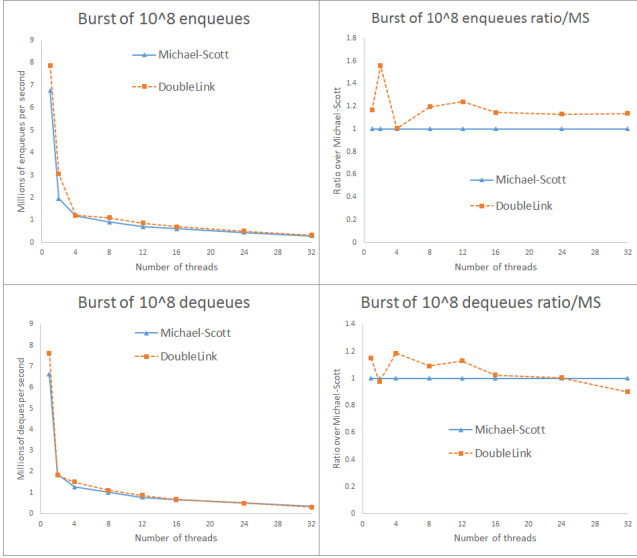 Burst of 10^8 enqueues
Millions of enqueues per second
9
8
7
6
5
4
3
2
1
0
Michael-Scott
DoubleLink
0 4 8 12 16 20 24 28 32
Number of threads
Burst of 10^8 enqueues ratio/MS
Ratio over Michael-Scott
1.8
1.6
1.4
1.2
1
0.8
0.6
0.4
0.2
0
Michael-Scott
DoubleLink
0 4 8 12 16 20 24 28 32
Number of threads
Burst of 10^8 dequeues
Millions of deques per second
9
8
7
6
5
4
3
2
1
0
Michael-Scott
DoubleLink
0 4 8 12 16 20 24 28 32
Number of threads
Burst of 10^8 dequeues ratio/MS
Ratio over Michael-Scott
1.4
1.2
1
0.8
0.6
0.4
0.2
0
Michael-Scott
DoubleLink
0 4 8 12 16 20 24 28 32
Number of threads